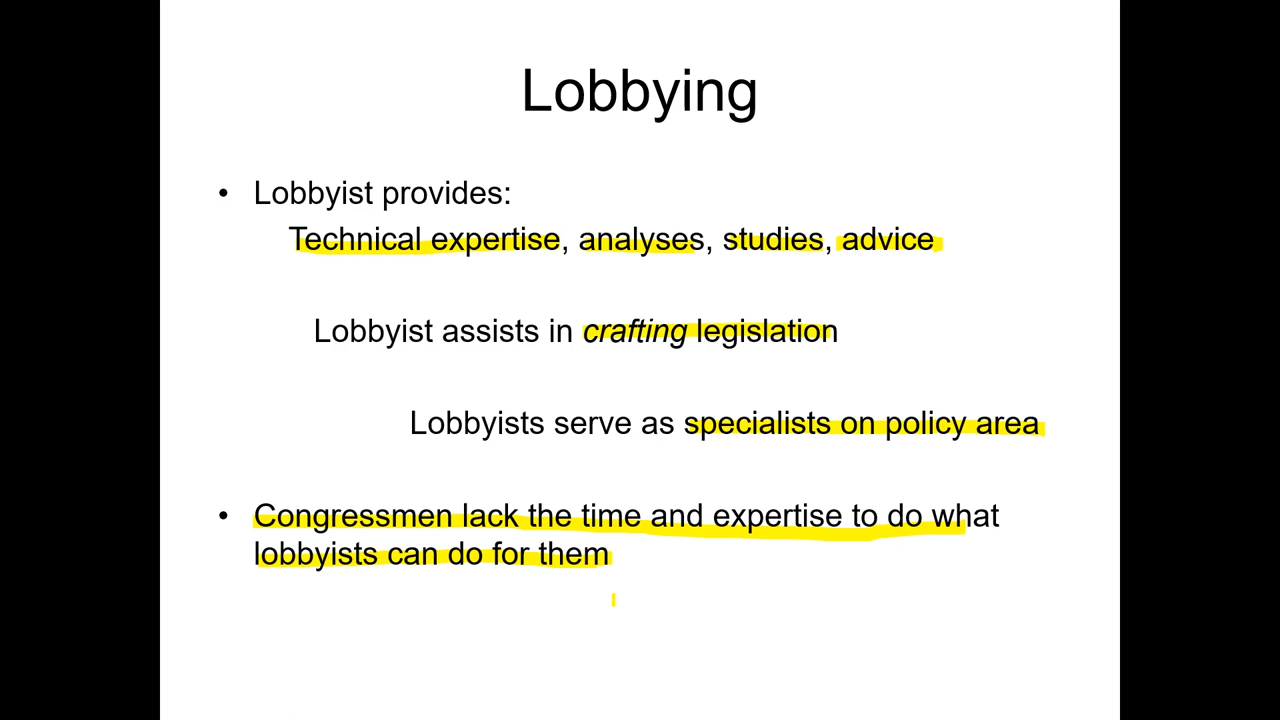 Lobbying
• Lobbyist provides:
Technical expertise, analyses, studies, advice
Lobbyist assists in crafting legislation
Lobbyists serve as specialists on policy area
• Congressmen lack the time and expertise to do what
lobbyists can do for them